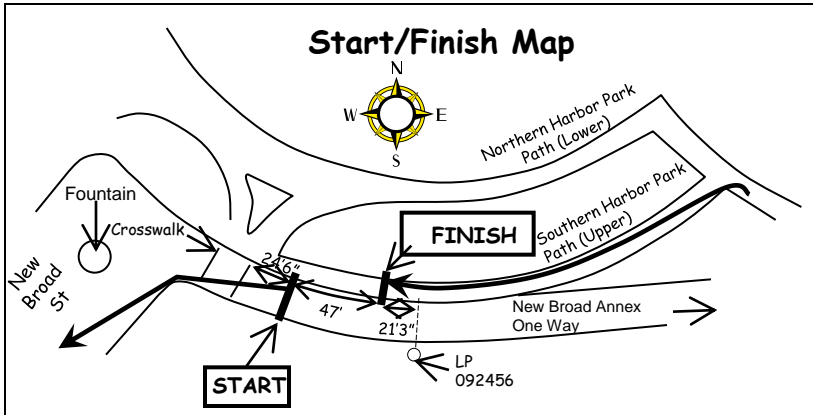 Start/Finish Map
N
W
E
S
Northern Harbor Park
Path (Lower)
Fountain
Crosswalk
FINISH
Southern Harbor Park
Path (Upper)
24'6"
New
Broad
St
47'
21'3"
New Broad Annex
One Way
START
LP
092456